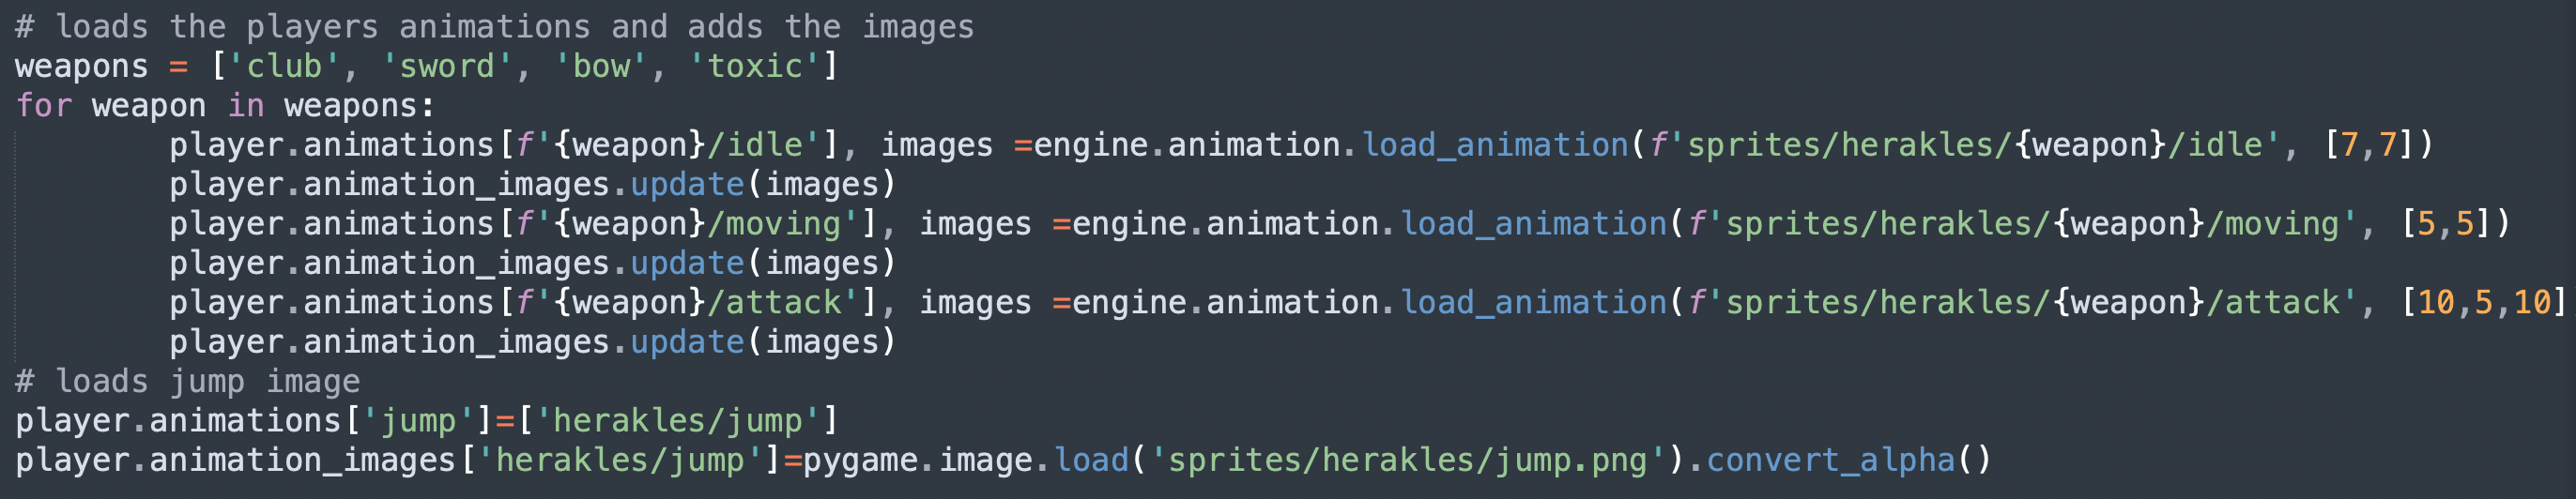 # loads the players animations and adds the images
weapons = ['club', 'sword', 'bow', 'toxic']
for weapon in weapons:
        player.animations[f'{weapon}/idle'], images =engine.animation.load_animation(f'sprites/herakles/{weapon}/idle', [7,7])
        player.animation_images.update(images)
        player.animations[f'{weapon}/moving'], images =engine.animation.load_animation(f'sprites/herakles/{weapon}/moving', [5,5])
        player.animation_images.update(images)
        player.animations[f'{weapon}/attack'], images =engine.animation.load_animation(f'sprites/herakles/{weapon}/attack', [10,5,10]
        player.animation_images.update(images)
# loads jump image
player.animations['jump']=['herakles/jump']
player.animation_images['herakles/jump']=pygame.image.load('sprites/herakles/jump.png').convert_alpha()